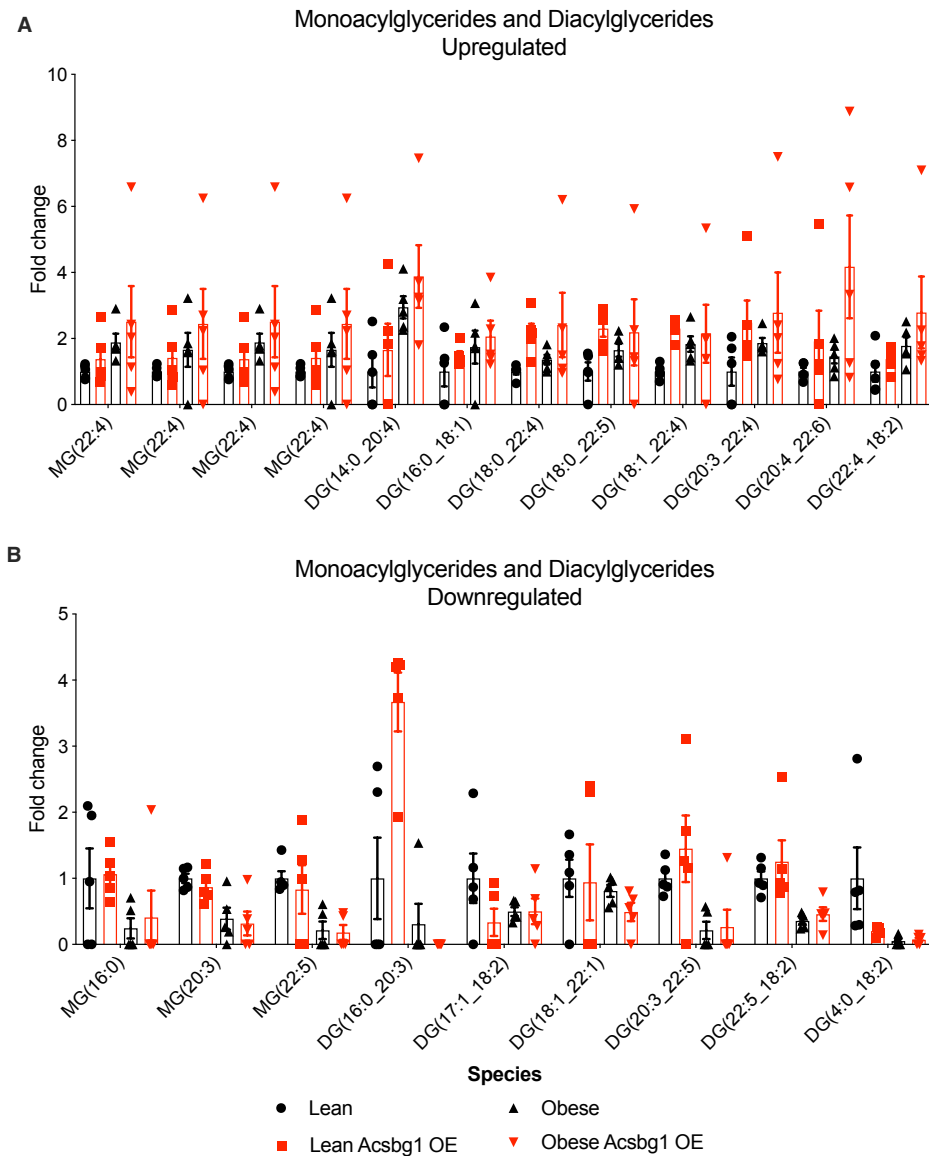 A
Monoacylglycerides and Diacylglycerides
Upregulated
Fold change
10
8
6
4
2
0
MG(22:4)
MG(22:4)
MG(22:4)
MG(22:4)
DG(14:0_20:4)
DG(16:0_18:1)
DG(18:0_22:4)
DG(18:0_22:5)
DG(18:1_22:4)
DG(20:3_22:4)
DG(20:4_22:6)
DG(22:4_18:2)
B
Monoacylglycerides and Diacylglycerides
Downregulated
Fold change
5
4
3
2
1
0
MG(16:0)
MG(20:3)
MG(22:5)
DG(16:0_20:3)
DG(17:1_18:2)
DG(18:1_22:1)
DG(20:3_22:5)
DG(22:5_18:2)
DG(4:0_18:2)
Species
Lean
Obese
Lean Acsbg1 OE
Obese Acsbg1 OE